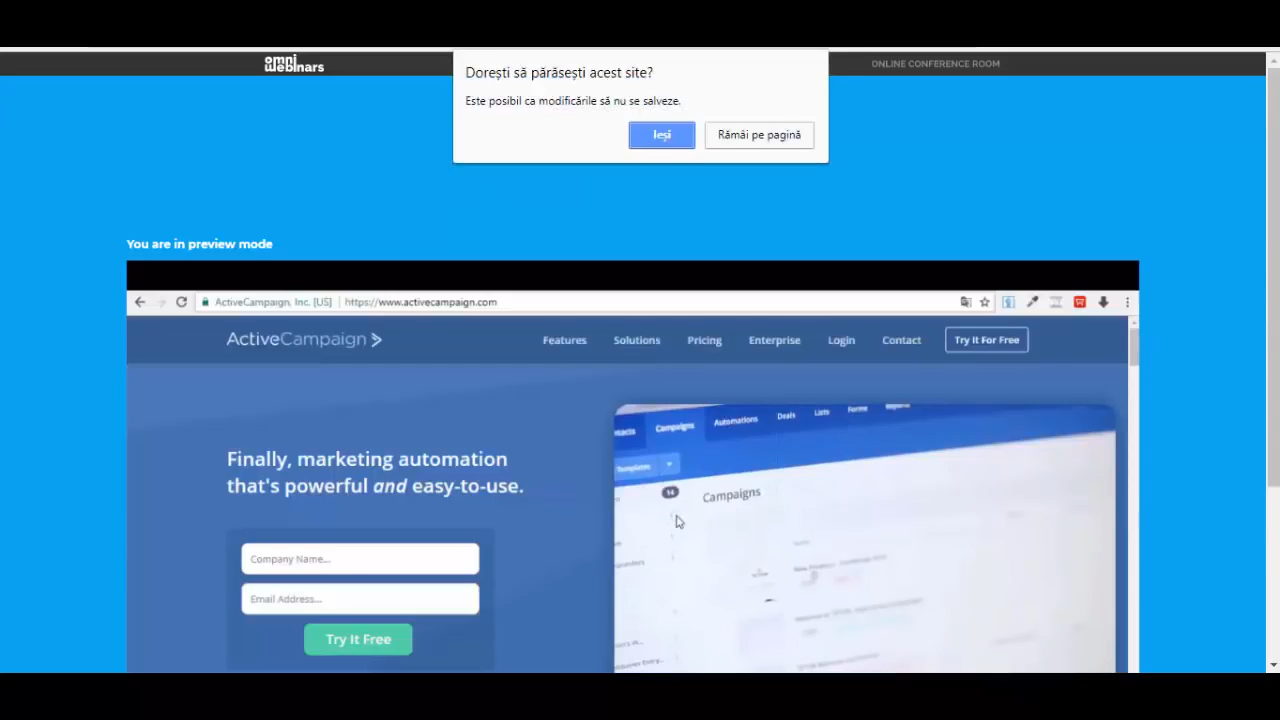 omni
webinars
ONLINE CONFERENCE ROOM
Dorești să părăsești acest site?
Este posibil ca modificările să nu se salveze.
Ieși
Rămâi pe pagină
You are in preview mode
ActiveCampaign, Inc. [US]
https://www.activecampaign.com
ActiveCampaign
Features
Solutions
Pricing
Enterprise
Login
Contact
Try It For Free
Finally, marketing automation
that's powerful and easy-to-use.
Company Name...
Email Address...
Try It Free
Campaigns
Automations
Deals
Lists
Forms
Templates
14
Campaigns